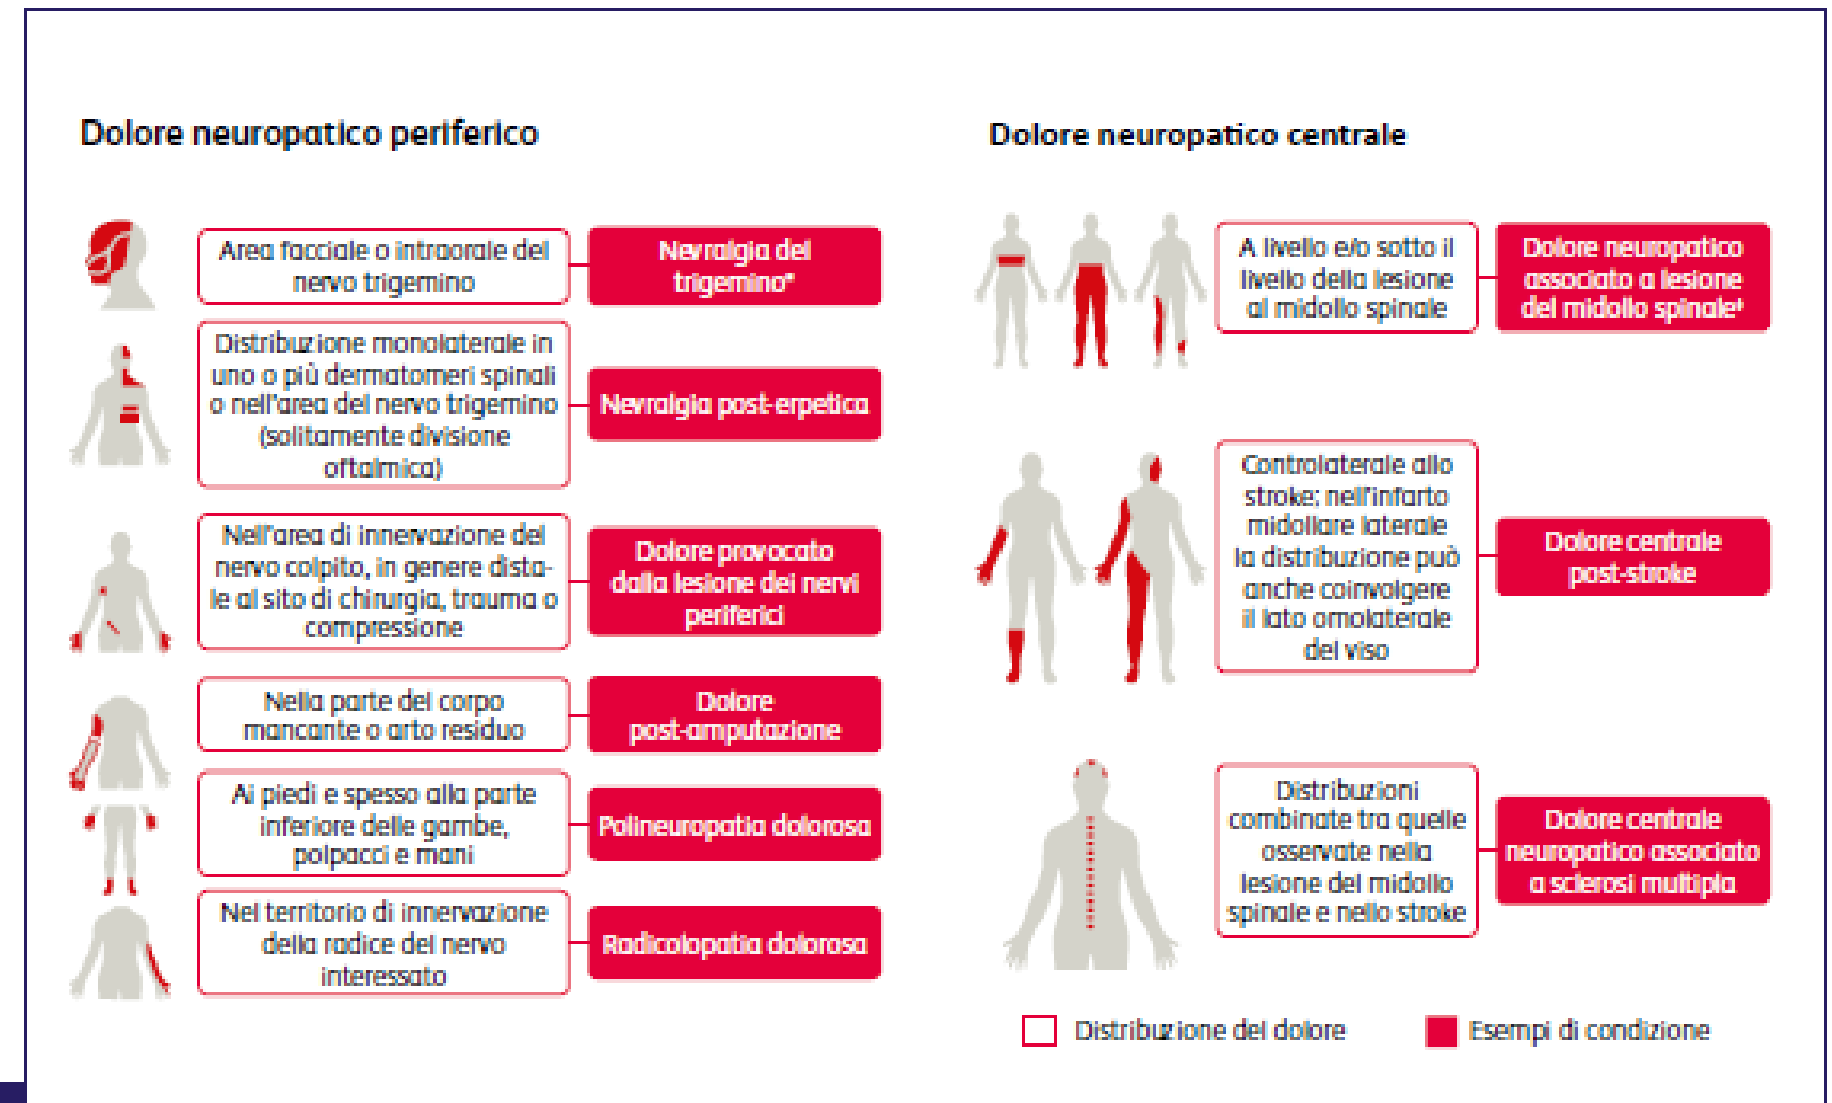 Dolore neuropatico periferico
Area facciale o intraorale del
nervo trigemino
Nevralgia del
trigemino*
Distribuzione monolaterale in
uno o più dermatomeri spinali
o nell'area del nervo trigemino
(solitamente divisione
oftalmica)
Nevralgia post-erpetica
Nell'area di innervazione del
nervo colpito, in genere dista-
le al sito di chirurgia, trauma o
compressione
Dolore provocato
dalla lesione dei nervi
periferici
Nella parte del corpo
mancante o arto residuo
Dolore
post-amputazione
Ai piedi e spesso alla parte
inferiore delle gambe,
polpacci e mani
Polineuropatia dolorosa
Nel territorio di innervazione
della radice del nervo
interessato
Radicolopatia dolorosa
Dolore neuropatico centrale
A livello e/o sotto il
livello della lesione
al midollo spinale
Dolore neuropatico
associato a lesione
del midollo spinale†
Controlaterale allo
stroke; nell'infarto
midollare laterale
la distribuzione può
anche coinvolgere
il lato omolaterale
del viso
Dolore centrale
post-stroke
Distribuzioni
combinate tra quelle
osservate nella
lesione del midollo
spinale e nello stroke
Dolore centrale
neuropatico associato
a sclerosi multipla
Distribuzione del dolore
Esempi di condizione